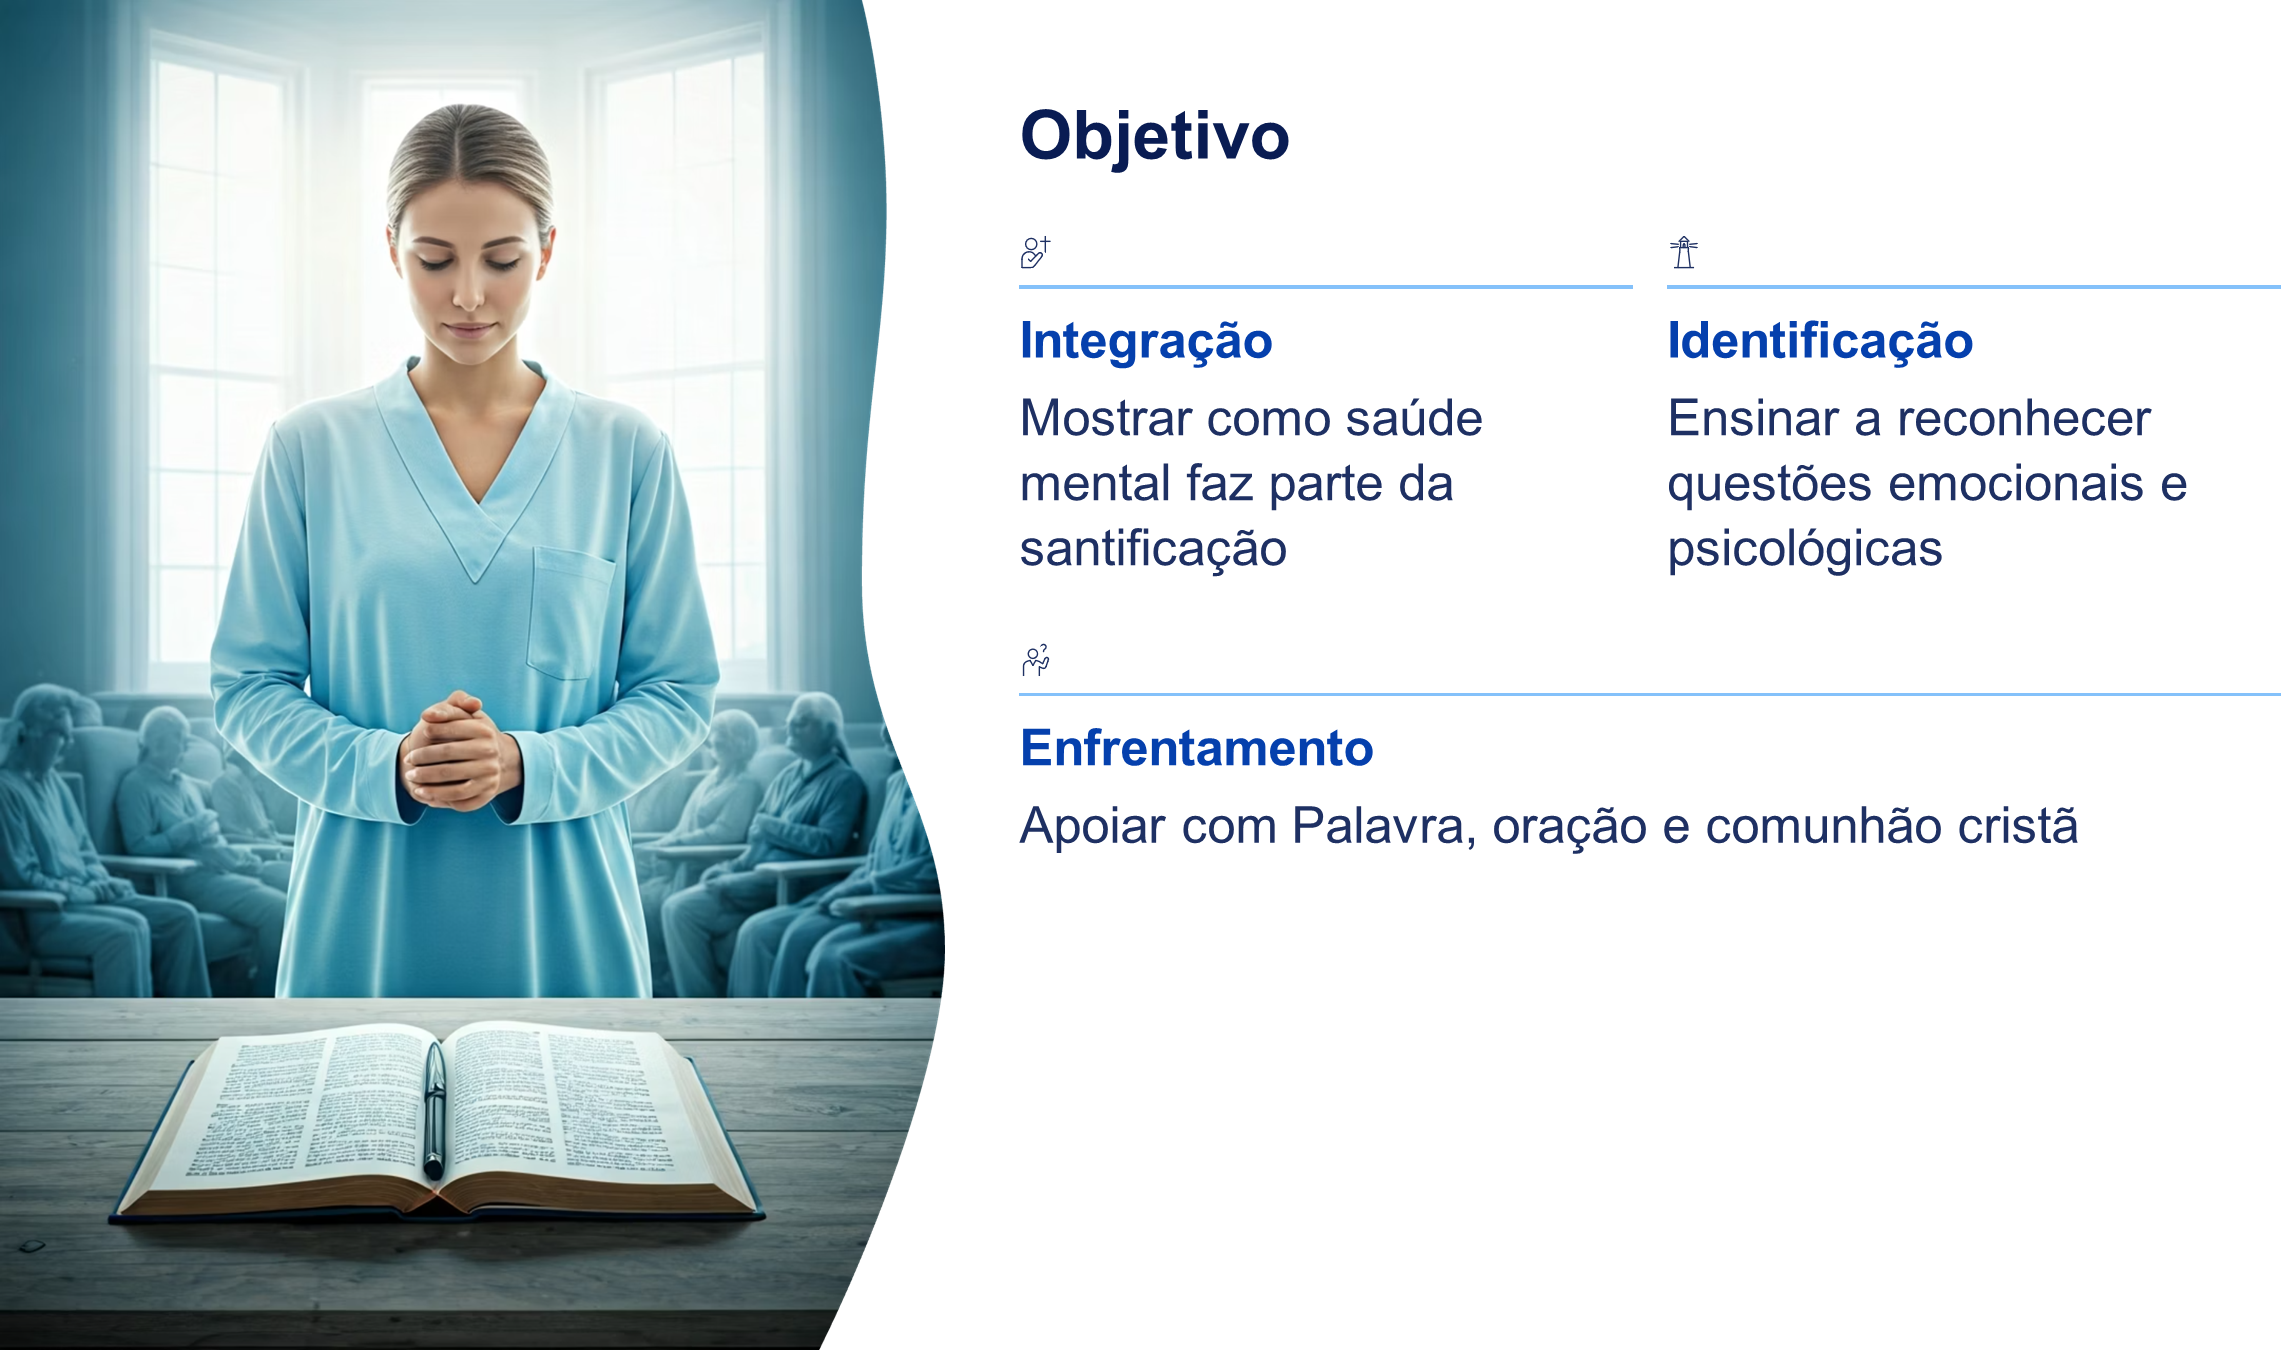 Objetivo
Integração
Mostrar como saúde
mental faz parte da
santificação
Identificação
Ensinar a reconhecer
questões emocionais e
psicológicas
Enfrentamento
Apoiar com Palavra, oração e comunhão cristã